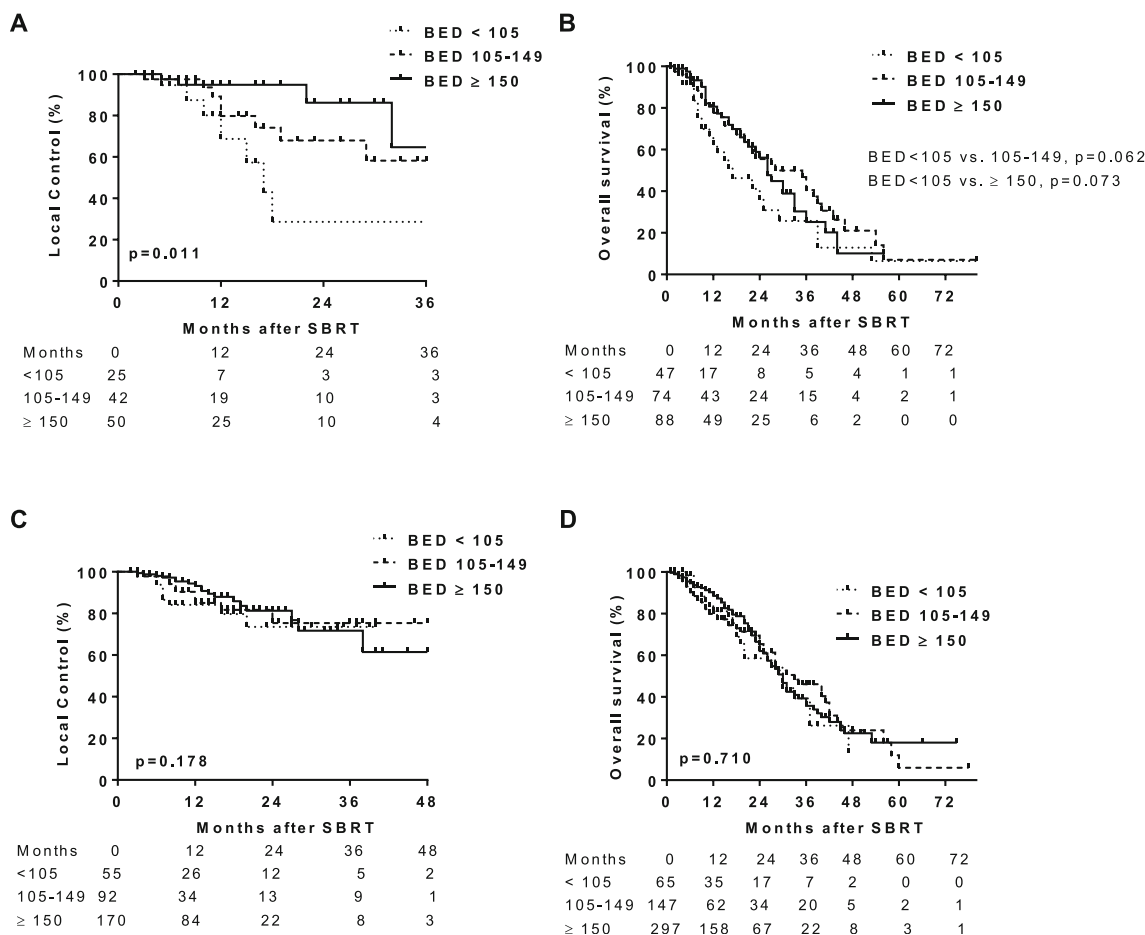 A
BED < 105
BED 105-149
BED ≥ 150
Local Control (%)
100
80
60
40
20
0
p=0.011
0 12 24 36
Months after SBRT
Months 0 12 24 36
<105 25 7 3 3
105-149 42 19 10 3
≥ 150 50 25 10 4
B
BED < 105
BED 105-149
BED ≥ 150
Overall survival (%)
100
80
60
40
20
0
BED<105 vs. 105-149, p=0.062
BED<105 vs. ≥ 150, p=0.073
0 12 24 36 48 60 72
Months after SBRT
Months 0 12 24 36 48 60 72
< 105 47 17 8 5 4 1 1
105-149 74 43 24 15 4 2 1
≥ 150 88 49 25 6 2 0 0
C
BED < 105
BED 105-149
BED ≥ 150
Local Control (%)
100
80
60
40
20
0
p=0.178
0 12 24 36 48
Months after SBRT
Months 0 12 24 36 48
<105 55 26 12 5 2
105-149 92 34 13 9 1
≥ 150 170 84 22 8 3
D
BED < 105
BED 105-149
BED ≥ 150
Overall survival (%)
100
80
60
40
20
0
p=0.710
0 12 24 36 48 60 72
Months after SBRT
Months 0 12 24 36 48 60 72
< 105 65 35 17 7 2 0 0
105-149 147 62 34 20 5 2 1
≥ 150 297 158 67 22 8 3 1